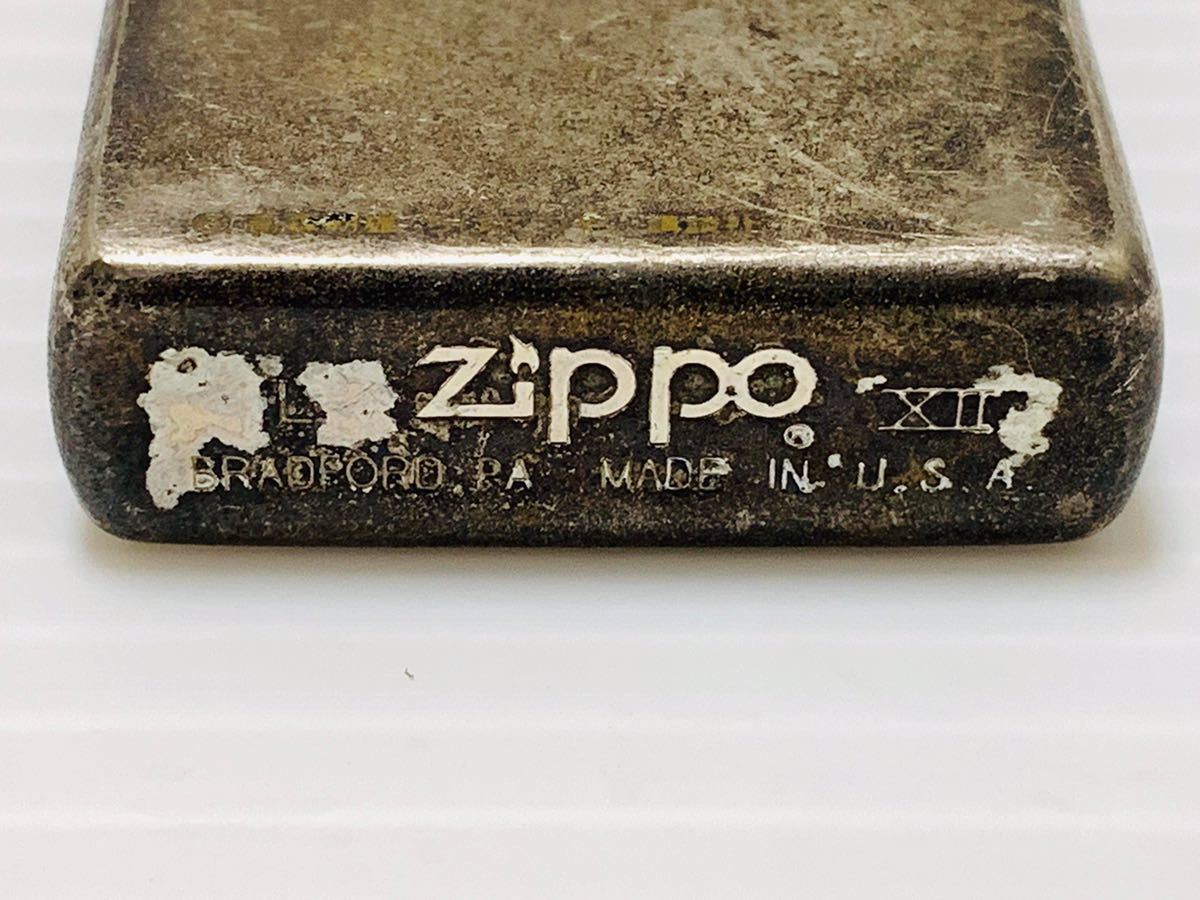 L zippo® XII
BRADFORD, PA MADE IN U.S.A.